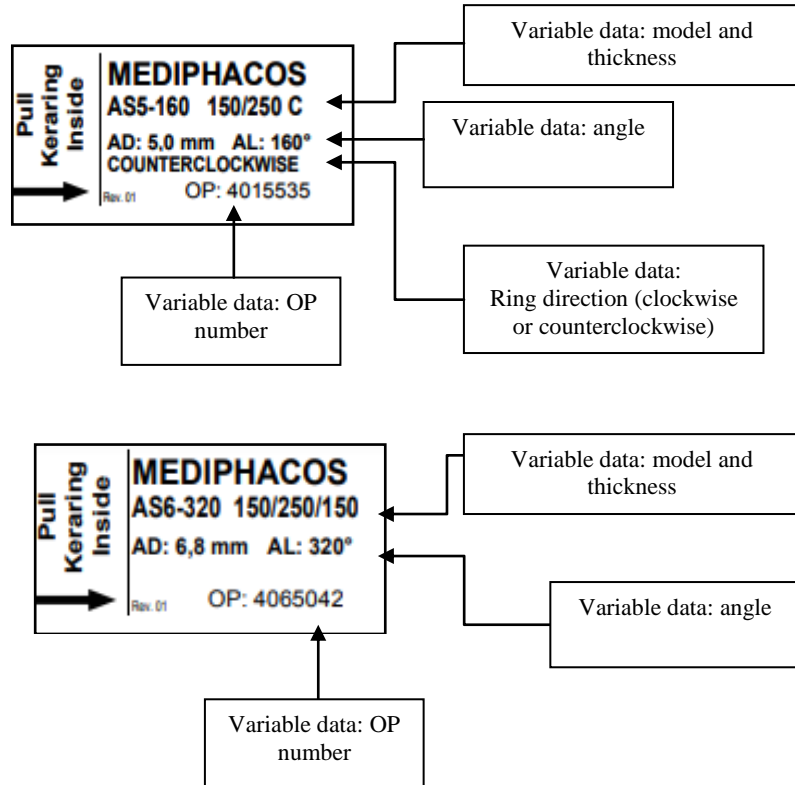 Variable data: model and
thickness
Pull
Keraring
Inside
MEDIPHACOS
AS5-160 150/250 C
AD: 5,0 mm AL: 160°
COUNTERCLOCKWISE
Rev. 01 OP: 4015535
Variable data: angle
Variable data:
Ring direction (clockwise
or counterclockwise)
Variable data: OP
number
Pull
Keraring
Inside
MEDIPHACOS
AS6-320 150/250/150
AD: 6,8 mm AL: 320°
Rev. 01 OP: 4065042
Variable data: model and
thickness
Variable data: angle
Variable data: OP
number